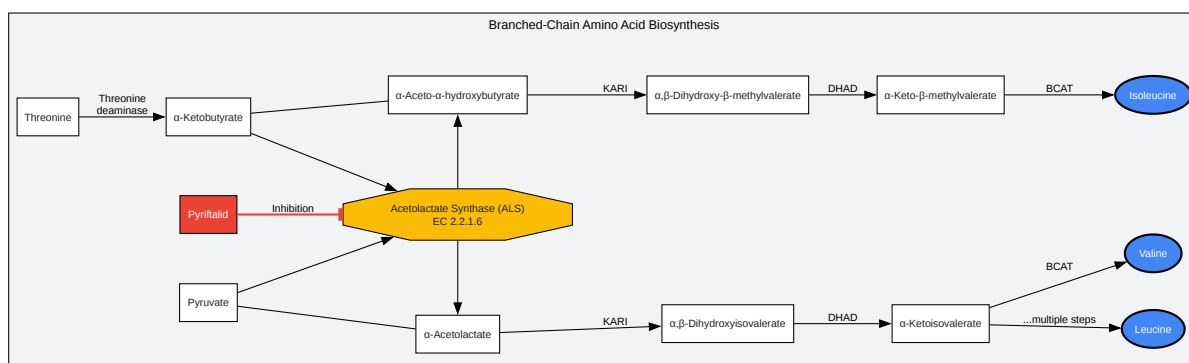 Branched-Chain Amino Acid Biosynthesis
Threonine
Threonine
deaminase
α-Ketobutyrate
α-Aceto-α-hydroxybutyrate
KARI
α,β-Dihydroxy-β-methylvalerate
DHAD
α-Keto-β-methylvalerate
BCAT
Isoleucine
Pyriftalid
Inhibition
Acetolactate Synthase (ALS)
EC 2.2.1.6
Pyruvate
α-Acetolactate
KARI
α,β-Dihydroxyisovalerate
DHAD
α-Ketoisovalerate
BCAT
Valine
...multiple steps
Leucine